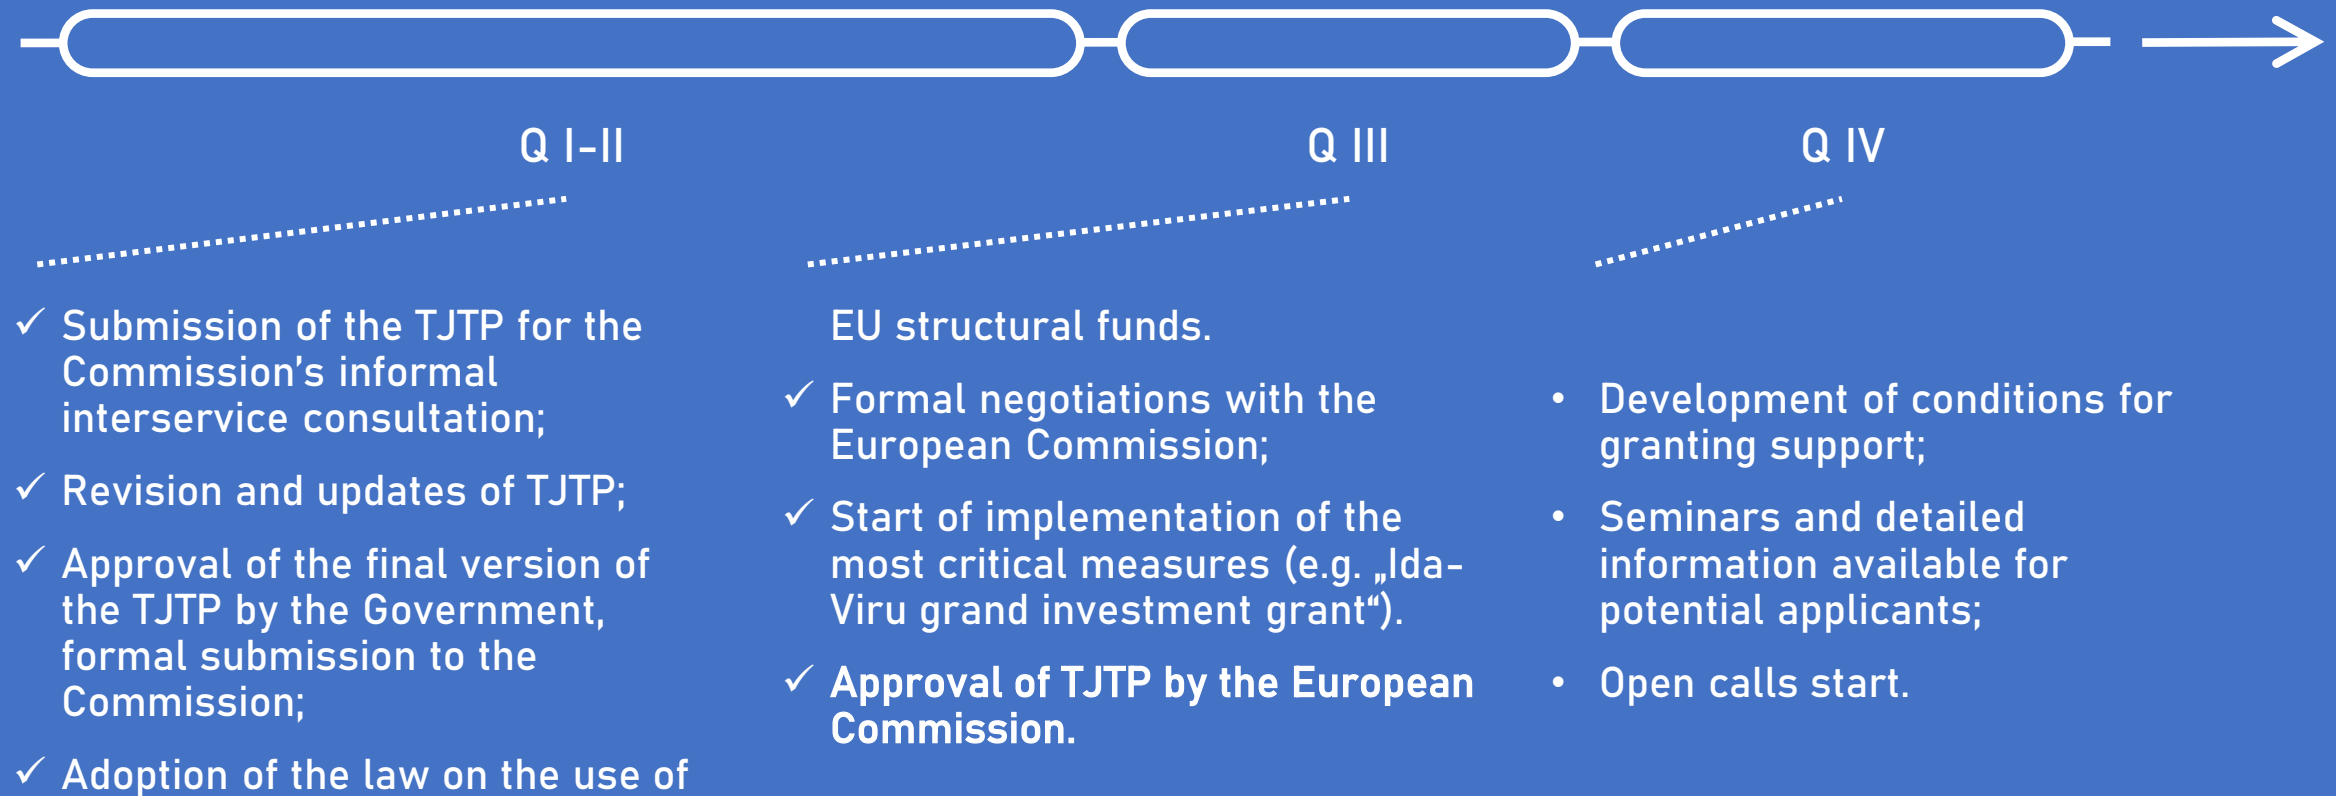 Q I-II
Q III
Q IV
✓ Submission of the TJTP for the
Commission’s informal
interservice consultation;
✓ Revision and updates of TJTP;
✓ Approval of the final version of
the TJTP by the Government,
formal submission to the
Commission;
✓ Adoption of the law on the use of
EU structural funds.
✓ Formal negotiations with the
European Commission;
✓ Start of implementation of the
most critical measures (e.g. „Ida-
Viru grand investment grant“).
✓ Approval of TJTP by the European
Commission.
• Development of conditions for
granting support;
• Seminars and detailed
information available for
potential applicants;
• Open calls start.